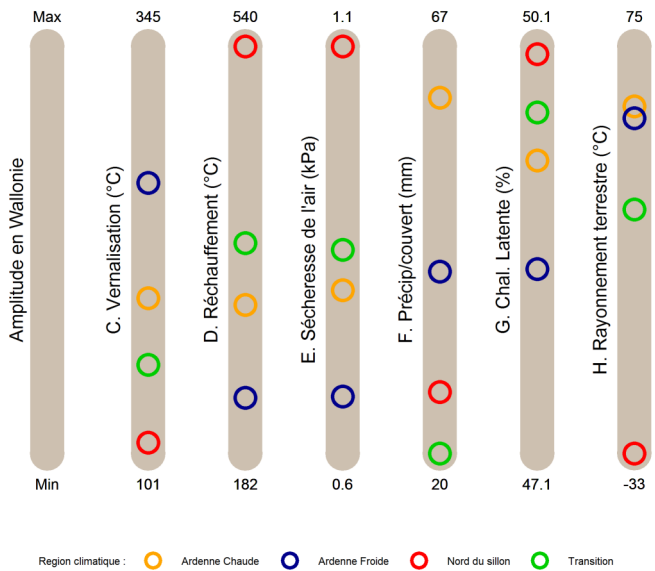 Max 345 540 1.1 67 50.1 75
Amplitude en Wallonie
C. Vernalisation (°C)
D. Réchauffement (°C)
E. Sécheresse de l'air (kPa)
F. Précip/couvert (mm)
G. Chal. Latente (%)
H. Rayonnement terrestre (°C)
Min 101 182 0.6 20 47.1 -33
Region climatique : Ardenne Chaude Ardenne Froide Nord du sillon Transition